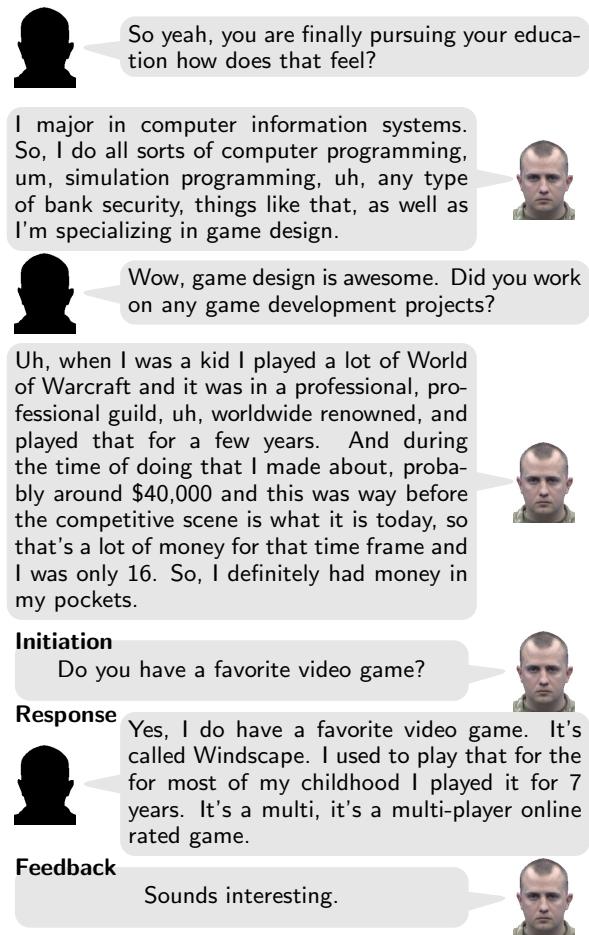 So yeah, you are finally pursuing your educa-
tion how does that feel?
I major in computer information systems.
So, I do all sorts of computer programming,
um, simulation programming, uh, any type
of bank security, things like that, as well as
I'm specializing in game design.
Wow, game design is awesome. Did you work
on any game development projects?
Uh, when I was a kid I played a lot of World
of Warcraft and it was in a professional, pro-
fessional guild, uh, worldwide renowned, and
played that for a few years. And during
the time of doing that I made about, proba-
bly around $40,000 and this was way before
the competitive scene is what it is today, so
that's a lot of money for that time frame and
I was only 16. So, I definitely had money in
my pockets.
Initiation
Do you have a favorite video game?
Response
Yes, I do have a favorite video game. It's
called Windscape. I used to play that for the
for most of my childhood I played it for 7
years. It's a multi, it's a multi-player online
rated game.
Feedback
Sounds interesting.